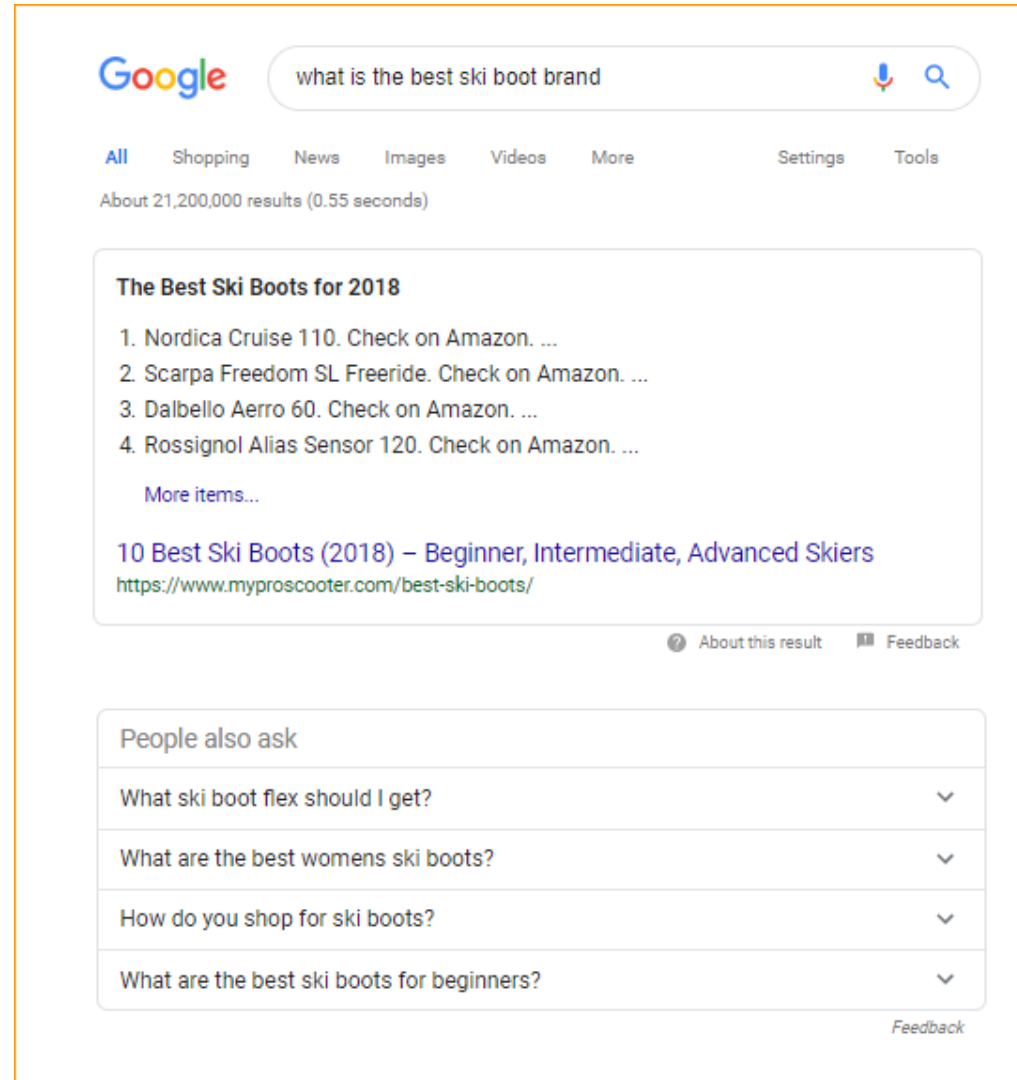 Google what is the best ski boot brand
All Shopping News Images Videos More Settings Tools
About 21,200,000 results (0.55 seconds)
The Best Ski Boots for 2018
1. Nordica Cruise 110. Check on Amazon. ...
2. Scarpa Freedom SL Freeride. Check on Amazon. ...
3. Dalbello Aerro 60. Check on Amazon. ...
4. Rossignol Alias Sensor 120. Check on Amazon. ...
More items...
10 Best Ski Boots (2018) – Beginner, Intermediate, Advanced Skiers
https://www.myproscooter.com/best-ski-boots/
About this result Feedback
People also ask
What ski boot flex should I get?
What are the best womens ski boots?
How do you shop for ski boots?
What are the best ski boots for beginners?
Feedback